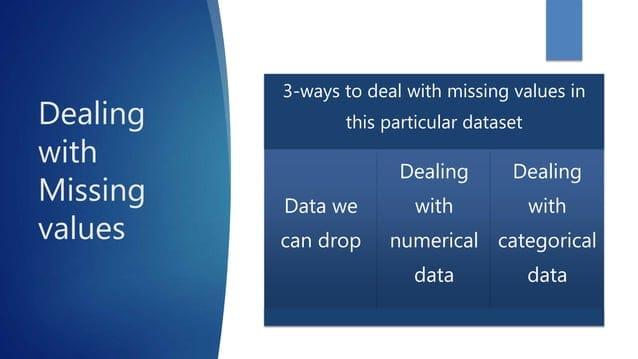 Dealing
with
Missing
values
3-ways to deal with missing values in
this particular dataset
Data we
can drop
Dealing
with
numerical
data
Dealing
with
categorical
data